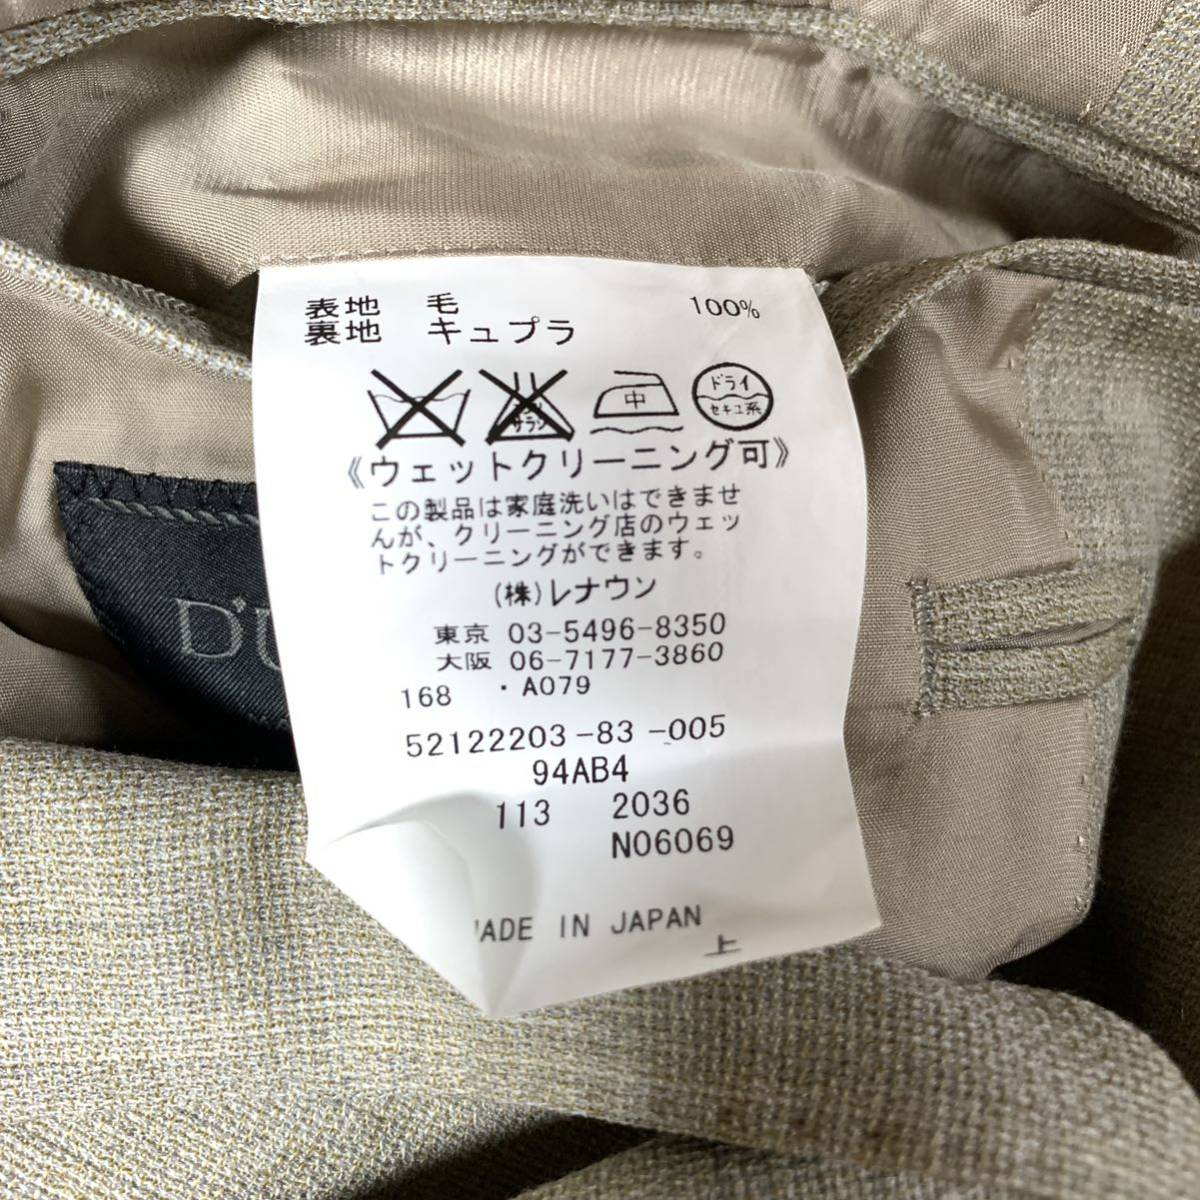 表地 毛 100%
裏地 キュプラ
サラシ
中
ドライ
セキユ系
《ウェットクリーニング可》
この製品は家庭洗いはできませ
んが、クリーニング店のウェッ
トクリーニングができます。
(株)レナウン
東京 03-5496-8350
大阪 06-7177-3860
168 ・A079
52122203-83-005
94AB4
113 2036
N06069
MADE IN JAPAN
上